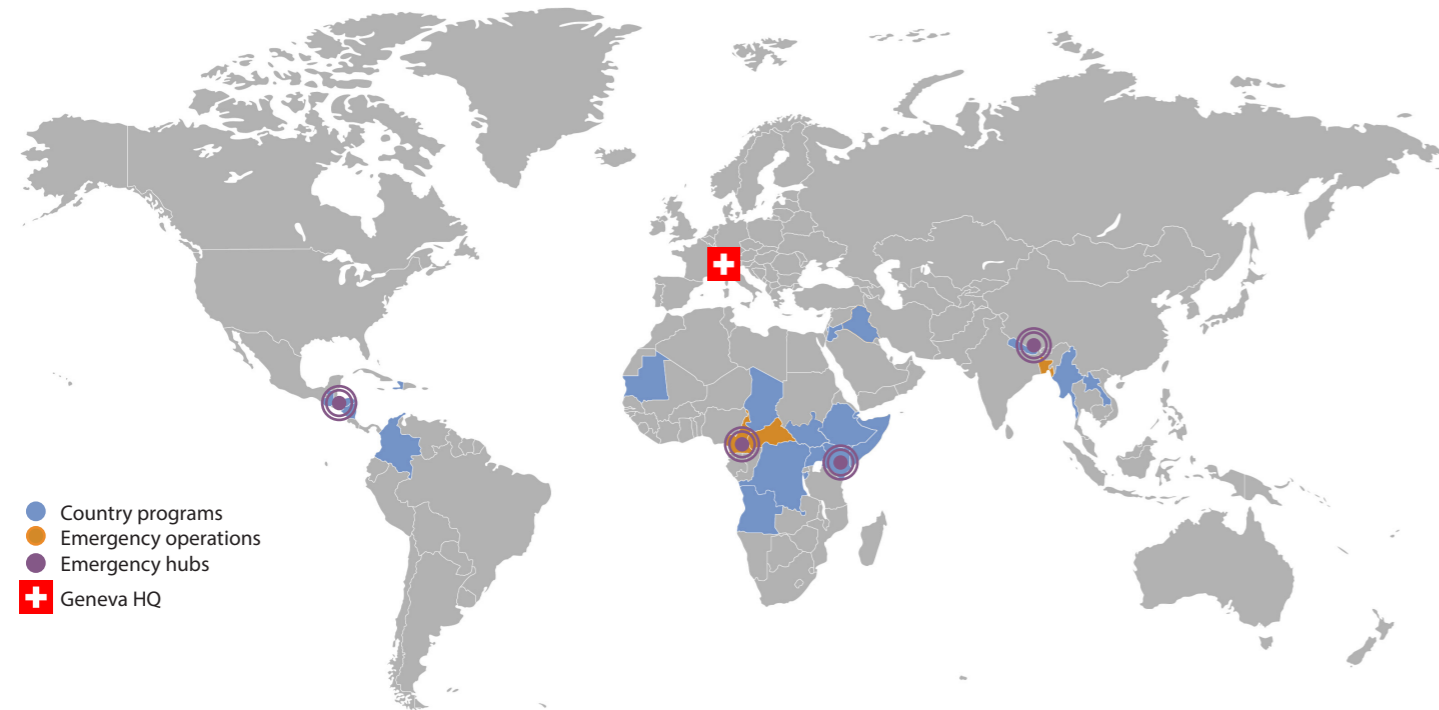 Country programs
Emergency operations
Emergency hubs
Geneva HQ